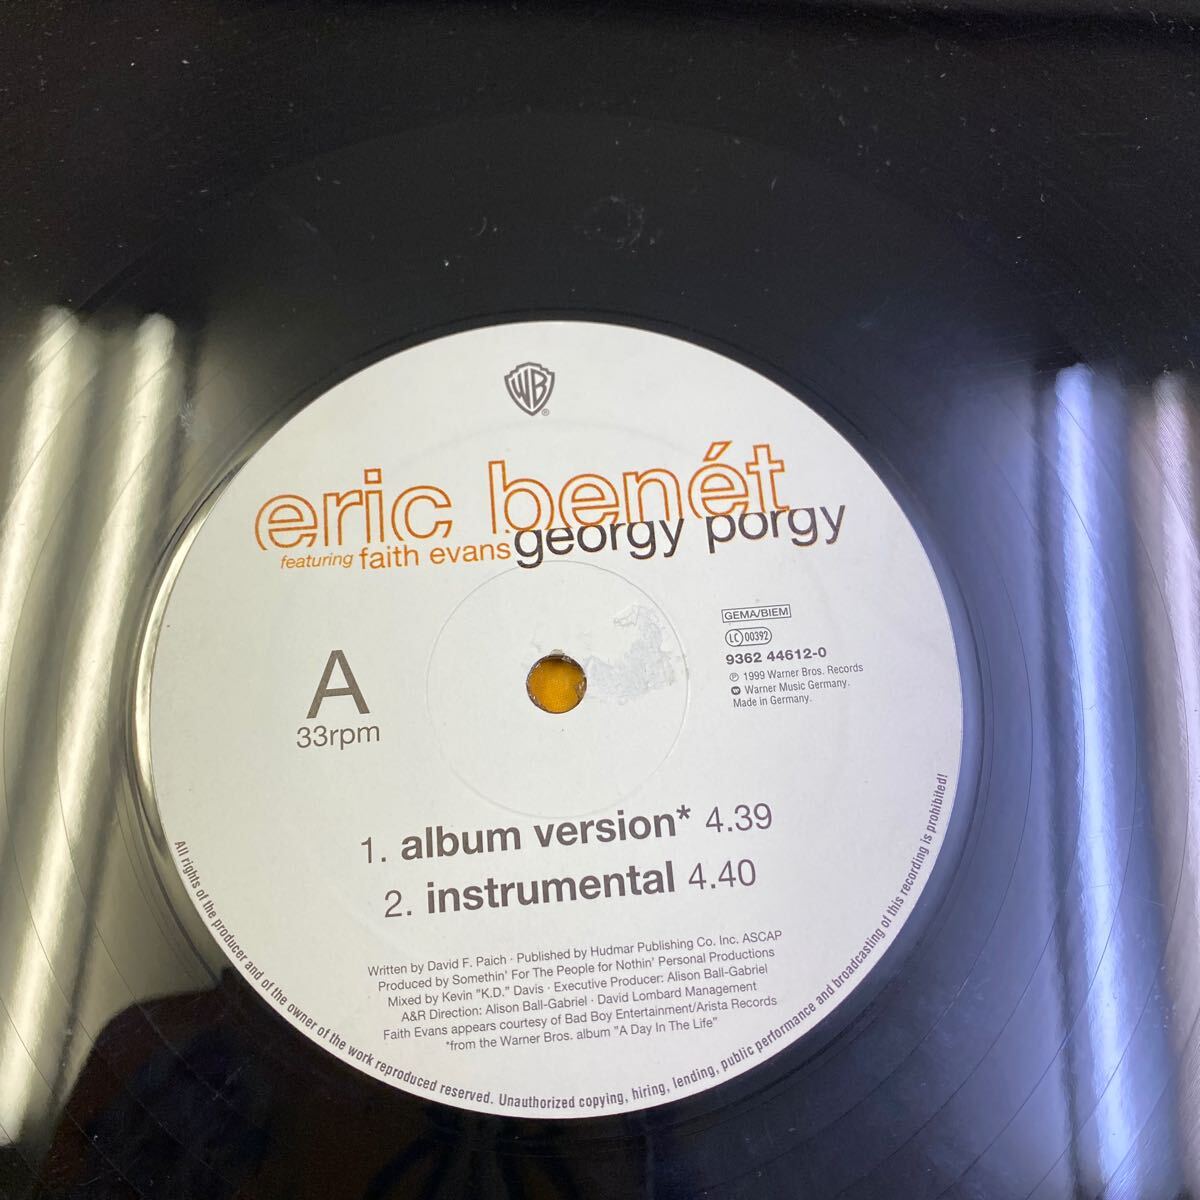 WB
®
eric benét
featuring faith evans georgy porgy
GEMA/BIEM
LC 00392
9362 44612-0
℗ 1999 Warner Bros. Records
Warner Music Germany.
Made in Germany.
A
33rpm
1. album version* 4.39
2. instrumental 4.40
Written by David F. Paich · Published by Hudmar Publishing Co. Inc. ASCAP
Produced by Somethin' For The People for Nothin' Personal Productions
Mixed by Kevin "K.D." Davis · Executive Producer: Alison Ball-Gabriel
A&R Direction: Alison Ball-Gabriel · David Lombard Management
Faith Evans appears courtesy of Bad Boy Entertainment/Arista Records
*from the Warner Bros. album "A Day In The Life"
All rights of the producer and of the owner of the work reproduced reserved. Unauthorized copying, hiring, lending, public performance and broadcasting of this recording is prohibited!